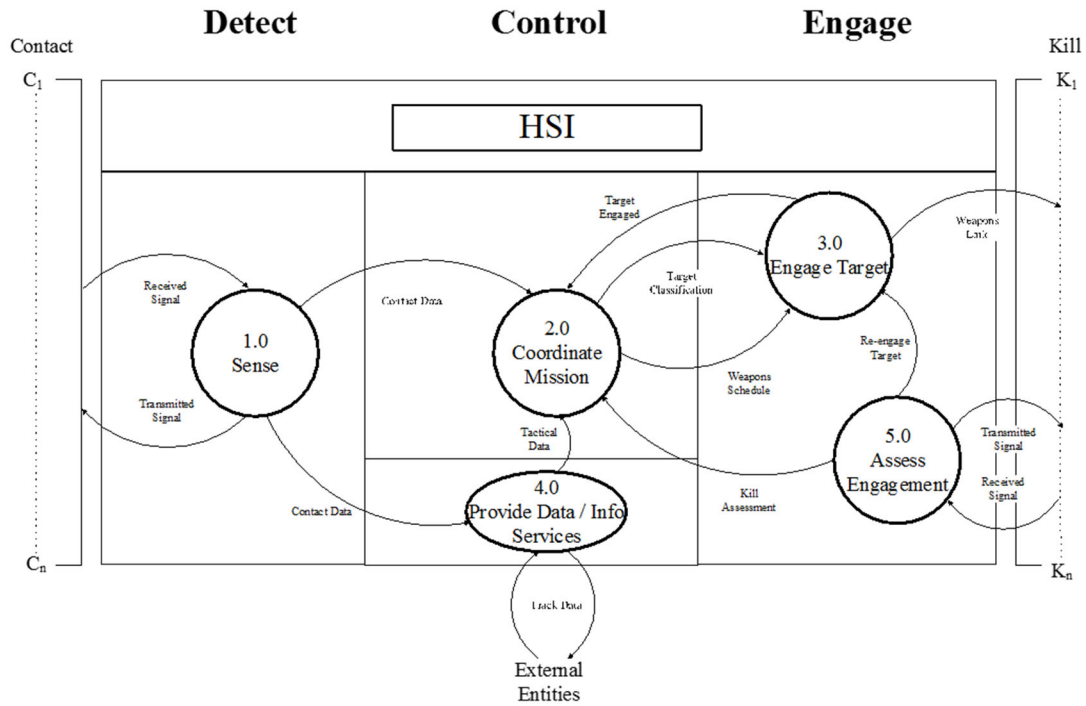 Detect
Control
Engage
Contact
Kill
C1
K1
HSI
Target
Engaged
3.0
Engage Target
Weapons
Link
Received
Signal
Contact Data
Target
Classification
1.0
Sense
2.0
Coordinate
Mission
Re-engage
Target
Weapons
Schedule
Transmitted
Signal
Tactical
Data
5.0
Assess
Engagement
Transmitted
Signal
Received
Signal
4.0
Provide Data / Info
Services
Contact Data
Kill
Assessment
Cn
Kn
Track Data
External
Entities